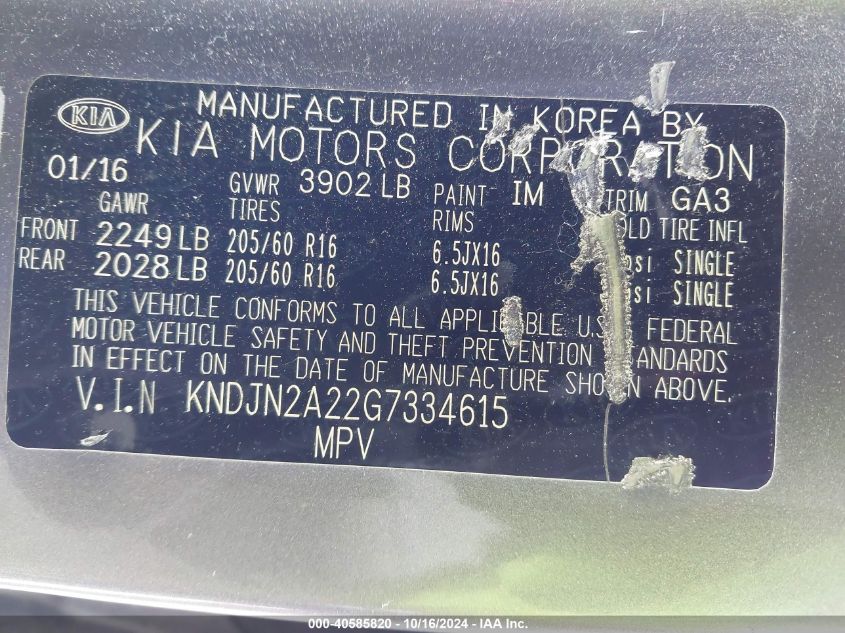 KIA
MANUFACTURED IN KOREA BY
KIA MOTORS CORPORATION
01/16 GVWR 3902 LB PAINT IM TRIM GA3
GAWR TIRES RIMS COLD TIRE INFL
FRONT 2249 LB 205/60 R16 6.5JX16 psi SINGLE
REAR 2028 LB 205/60 R16 6.5JX16 psi SINGLE
THIS VEHICLE CONFORMS TO ALL APPLICABLE U.S. FEDERAL
MOTOR VEHICLE SAFETY AND THEFT PREVENTION STANDARDS
IN EFFECT ON THE DATE OF MANUFACTURE SHOWN ABOVE.
V.I.N KNDJN2A22G7334615
MPV
000-40585820 - 10/16/2024 - IAA Inc.